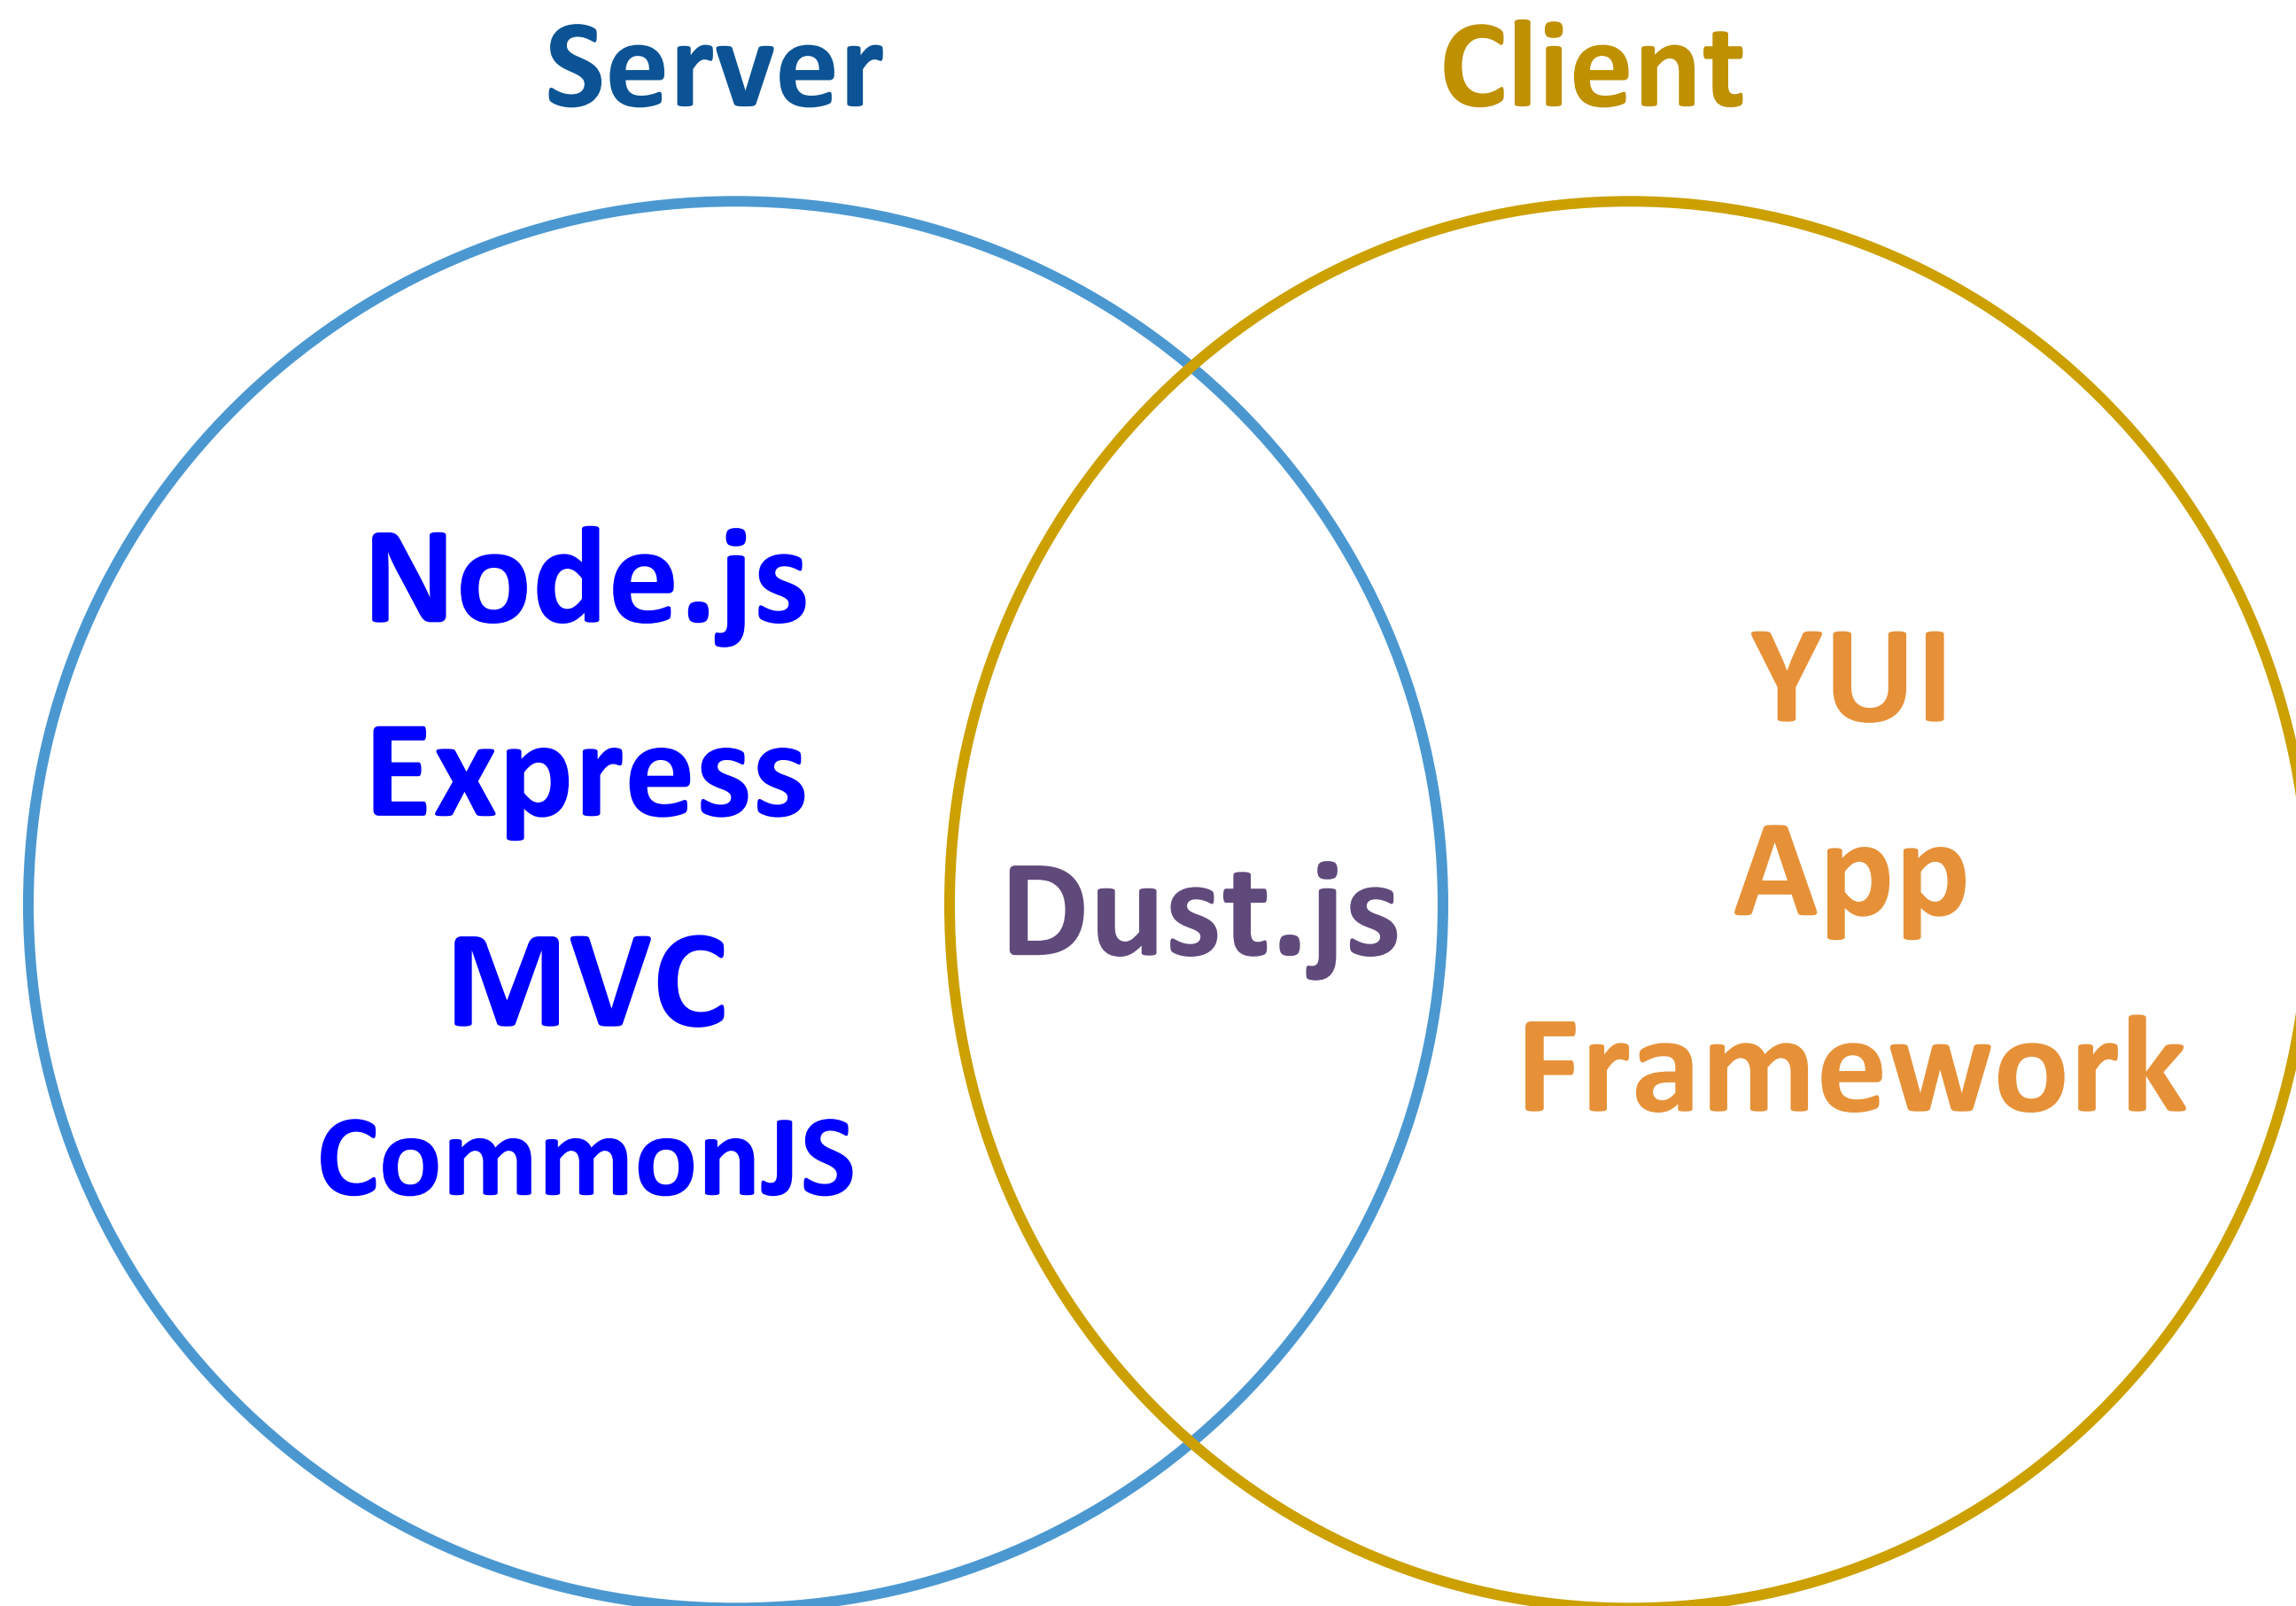 Server
Client
Node.js
Express
MVC
CommonJS
Dust.js
YUI
App
Framework